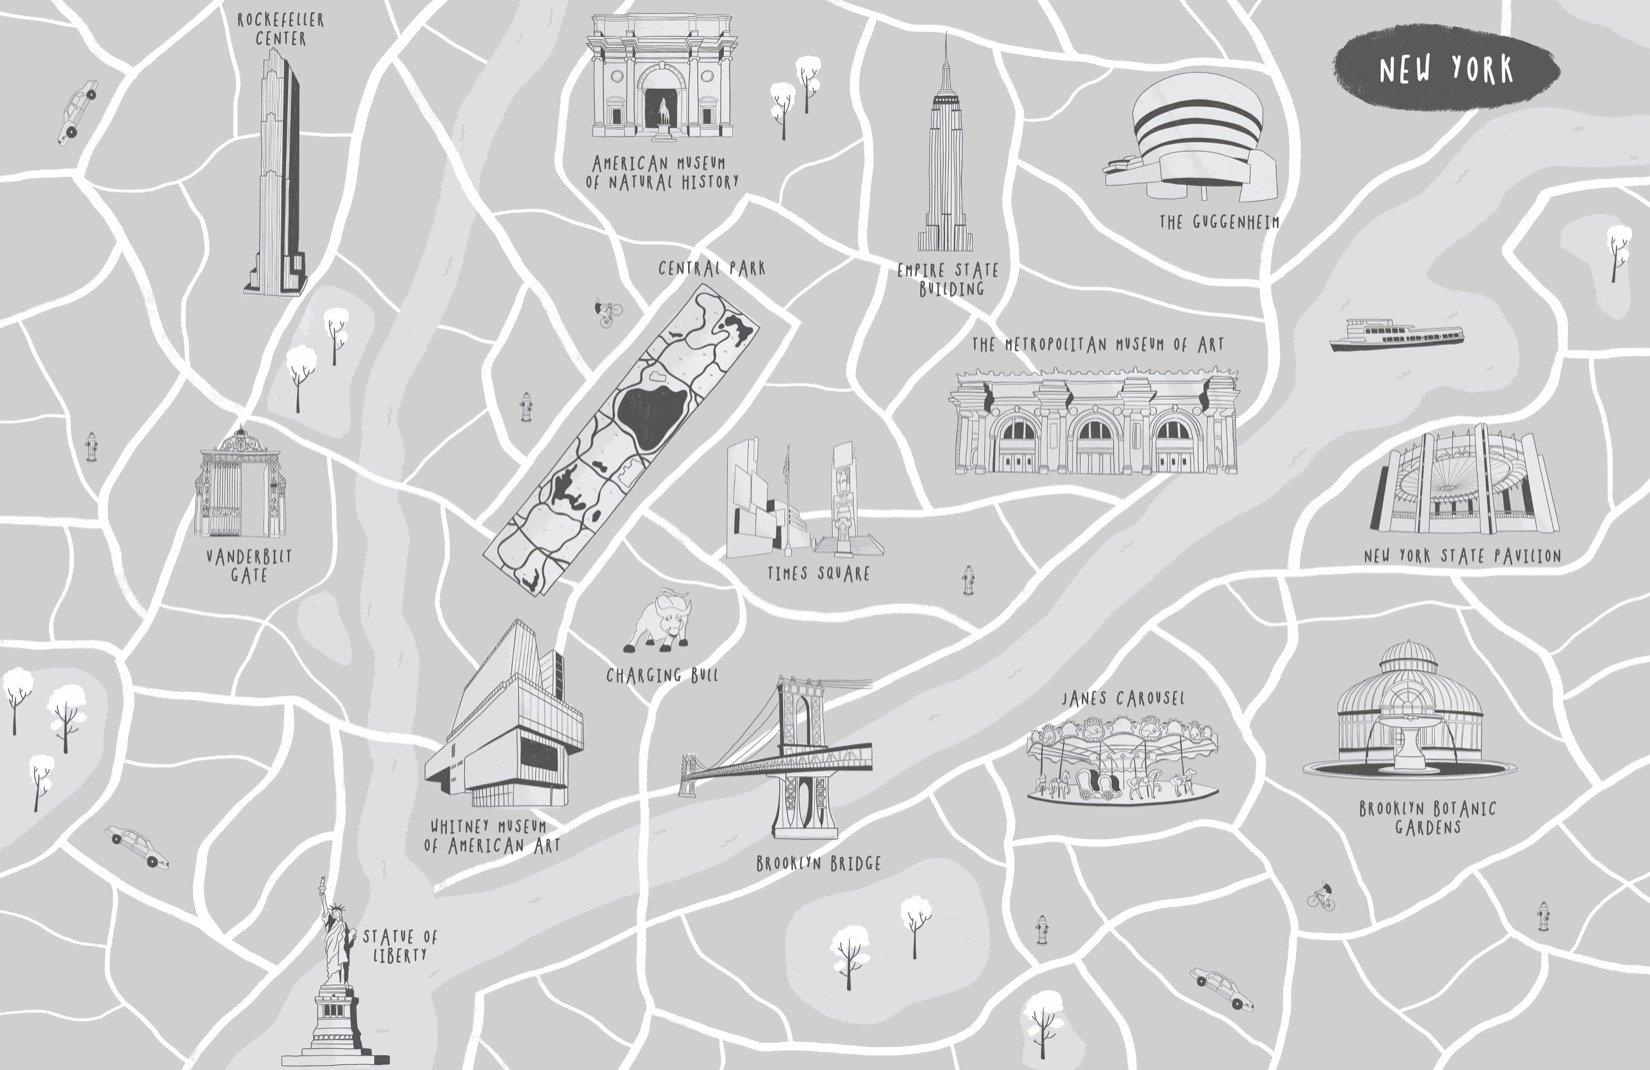 ROCKEFELLER
CENTER
NEW YORK
AMERICAN MUSEUM
OF NATURAL HISTORY
THE GUGGENHEIM
CENTRAL PARK
EMPIRE STATE
BUILDING
THE METROPOLITAN MUSEUM OF ART
VANDERBILT
GATE
TIMES SQUARE
NEW YORK STATE PAVILION
CHARGING BULL
JANES CAROUSEL
WHITNEY MUSEUM
OF AMERICAN ART
BROOKLYN BRIDGE
BROOKLYN BOTANIC
GARDENS
STATUE OF
LIBERTY